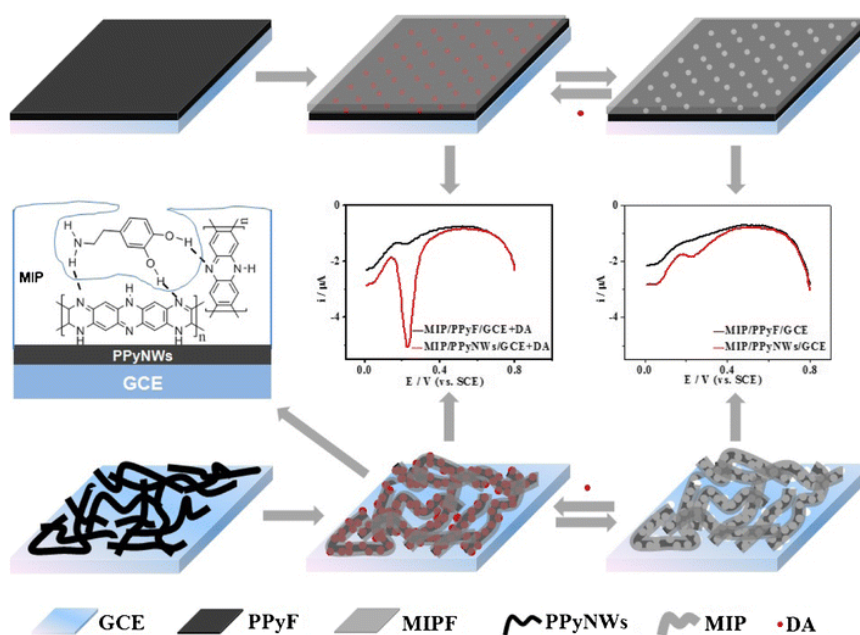 MIP
H
N
H
O
H
O
H
N
N-H
n
N
H
N
N
N
H
N
N
H
n
PPyNWs
GCE
0
-2
-4
i / μA
MIP/PPyF/GCE+DA
MIP/PPyNWs/GCE+DA
0.0 0.4 0.8
E / V (vs. SCE)
0
-2
-4
i / μA
MIP/PPyF/GCE
MIP/PPyNWs/GCE
0.0 0.4 0.8
E / V (vs. SCE)
GCE PPyF MIPF PPyNWs MIP DA